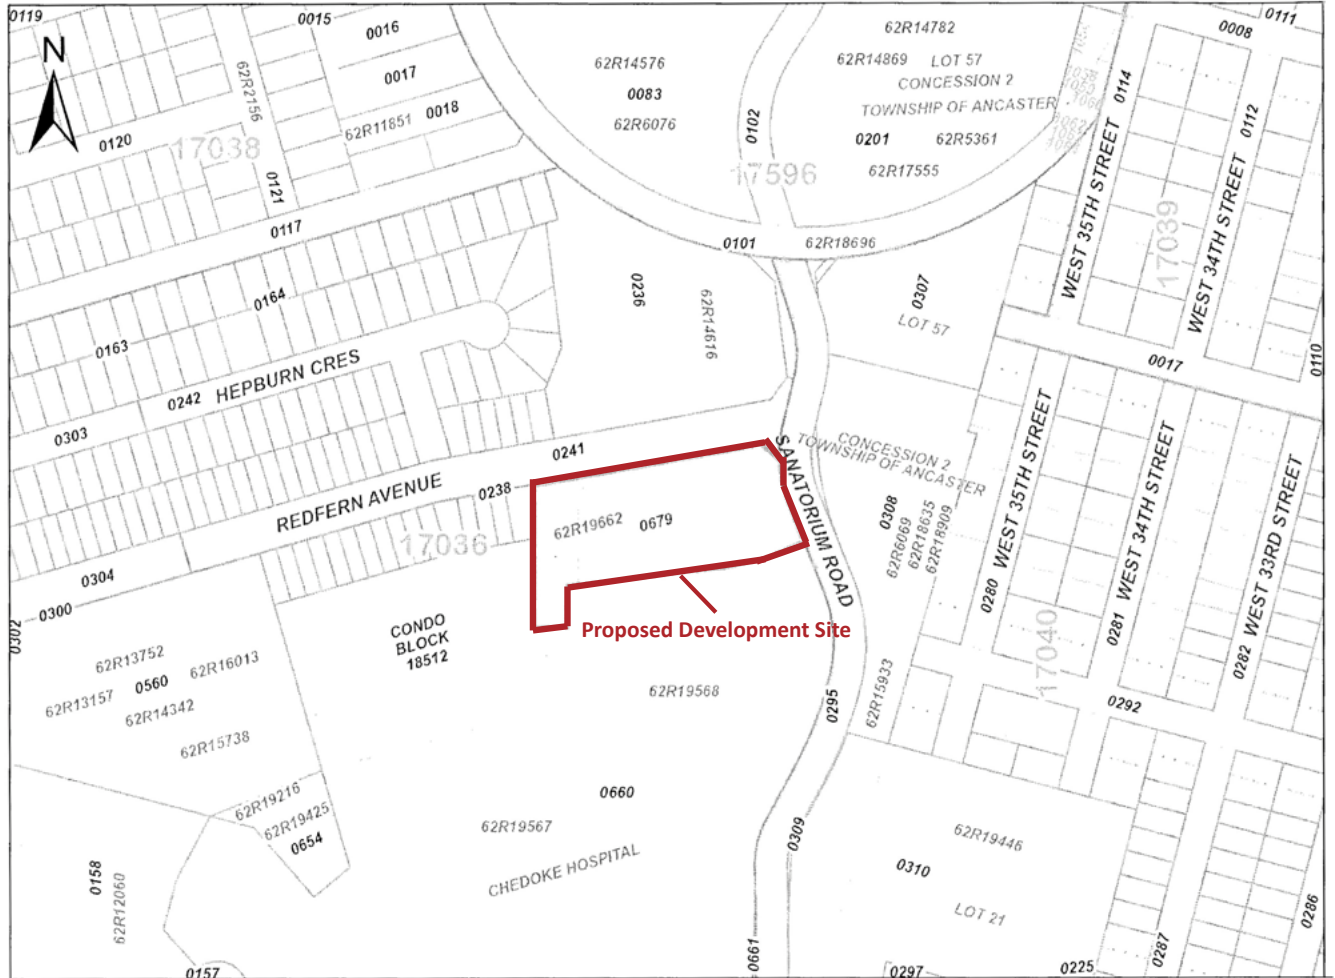 0119
0015
0016
0111
0008
N
62R2156
0017
62R14576
0083
62R6076
62R14782
62R14869 LOT 57
CONCESSION 2
TOWNSHIP OF ANCASTER
0201 62R5361
62R17555
0114
0112
0102
0120
17038
62R11851 0018
0121
17596
WEST 35TH STREET
WEST 34TH STREET
17039
0117
0101
62R18696
0236
62R14616
0307
LOT 57
0164
0163
0242 HEPBURN CRES
0303
0017
0110
0241
REDFERN AVENUE
0238
17036
62R19662 0679
SANATORIUM ROAD
CONCESSION 2
TOWNSHIP OF ANCASTER
0308
62R6069
62R18635
62R18909
0280 WEST 35TH STREET
0281 WEST 34TH STREET
0282 WEST 33RD STREET
17040
0304
0300
0302
CONDO
BLOCK
18512
Proposed Development Site
62R13752
62R16013
62R13157
0560
62R14342
62R15738
62R19568
0295
62R15933
0292
62R19216
62R19425
0654
0660
62R19567
CHEDOKE HOSPITAL
0309
62R19446
0310
LOT 21
0158
62R12060
0157
0661
0297
0225
0287
0286